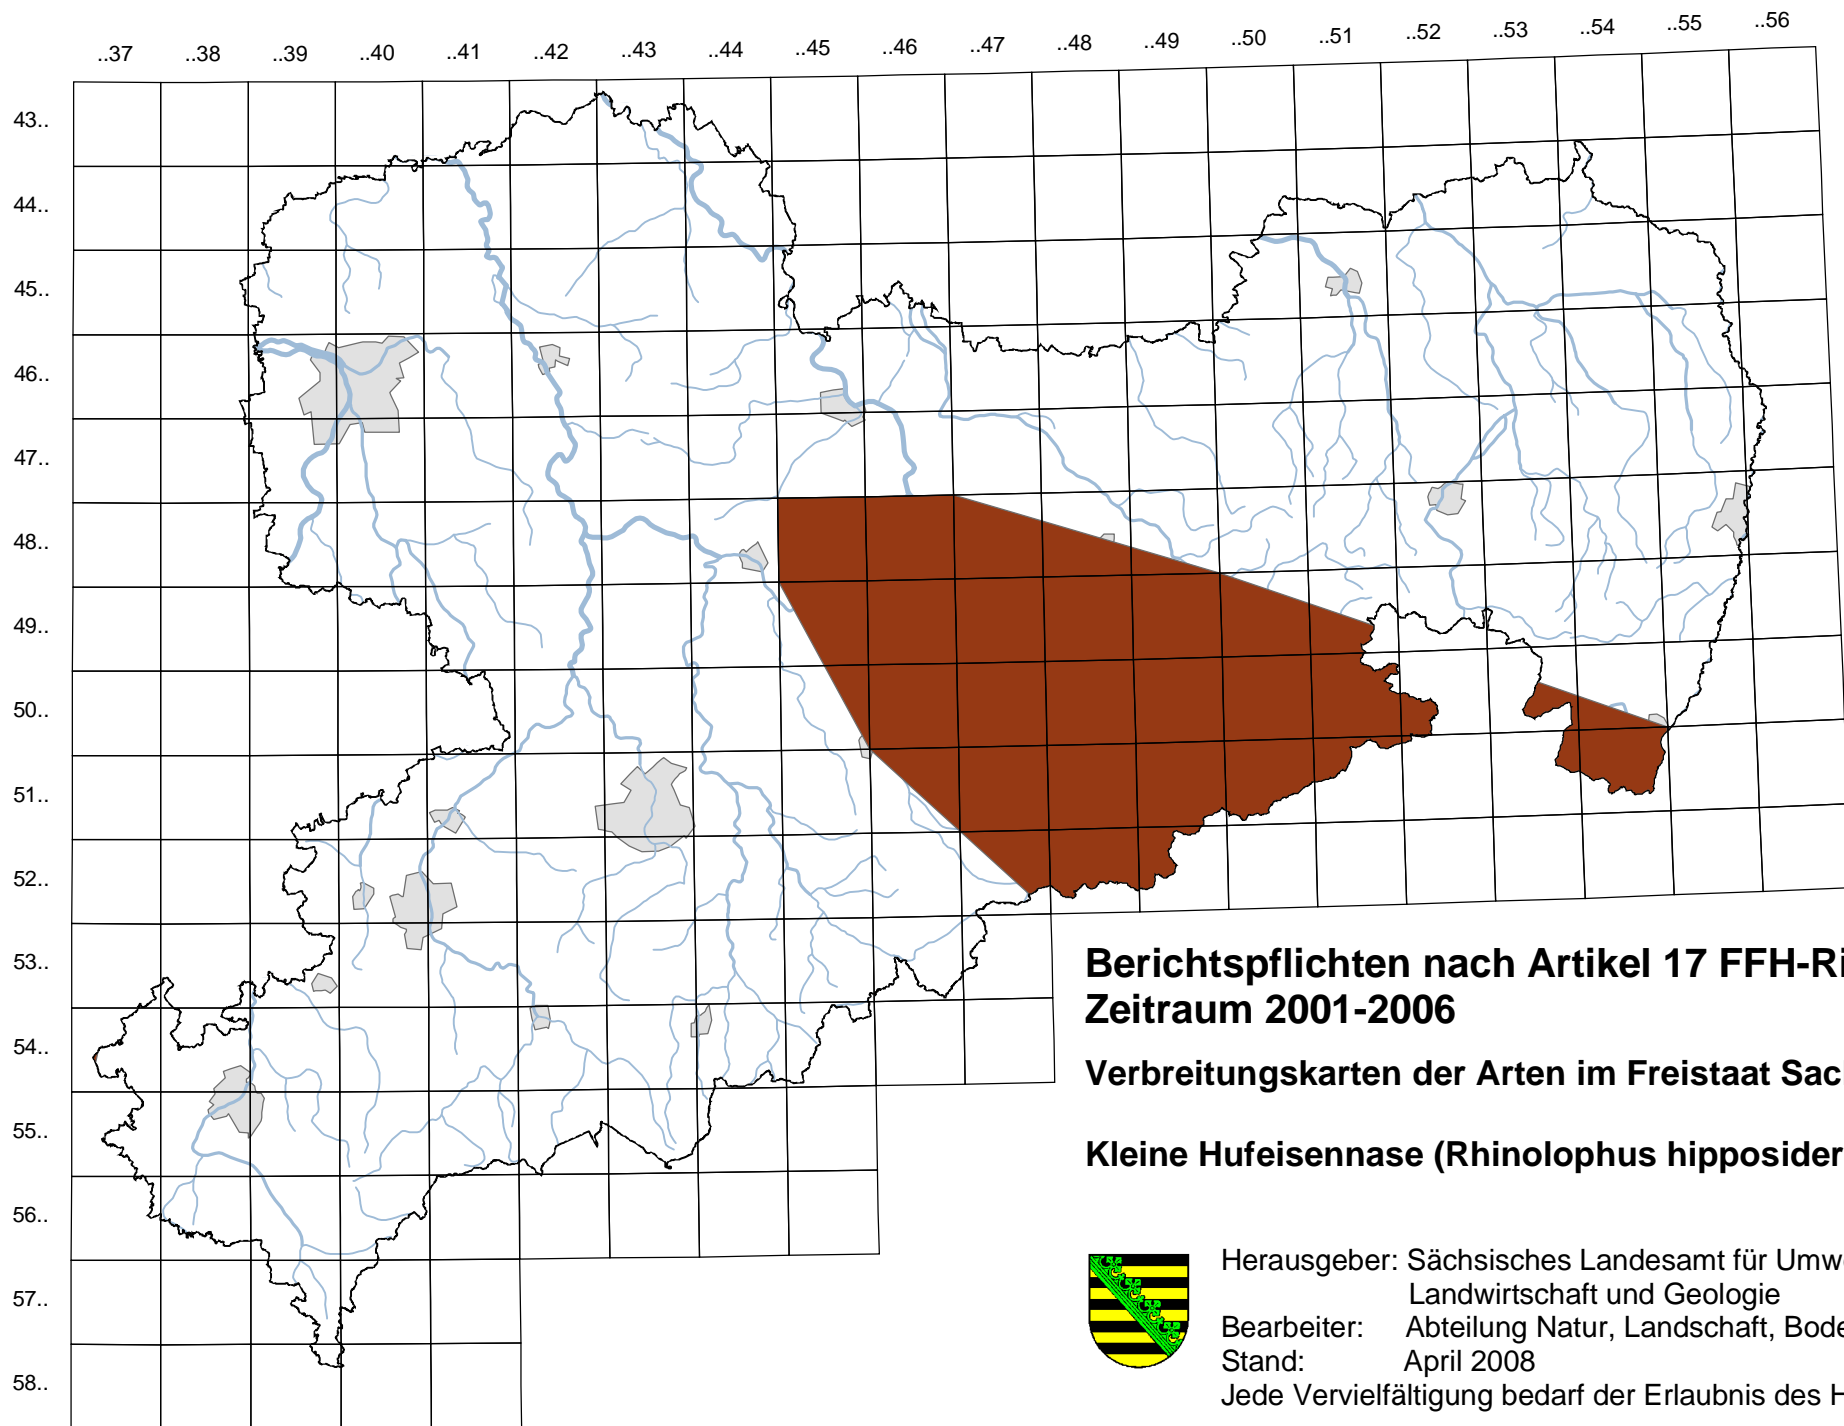 ..37 ..38 ..39 ..40 ..41 ..42 ..43 ..44 ..45 ..46 ..47 ..48 ..49 ..50 ..51 ..52 ..53 ..54 ..55 ..56
43..
44..
45..
46..
47..
48..
49..
50..
51..
52..
53..
54..
55..
56..
57..
58..
Berichtspflichten nach Artikel 17 FFH-Ri
Zeitraum 2001-2006
Verbreitungskarten der Arten im Freistaat Sac
Kleine Hufeisennase (Rhinolophus hipposider
Herausgeber: Sächsisches Landesamt für Umwe
Landwirtschaft und Geologie
Bearbeiter: Abteilung Natur, Landschaft, Bode
Stand: April 2008
Jede Vervielfältigung bedarf der Erlaubnis des H